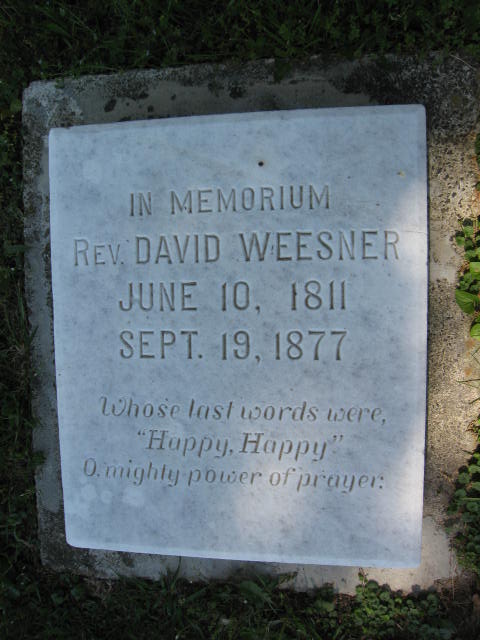 IN MEMORIUM
REV. DAVID WEESNER
JUNE 10, 1811
SEPT. 19, 1877
Whose last words were,
"Happy, Happy"
O, mighty power of prayer.